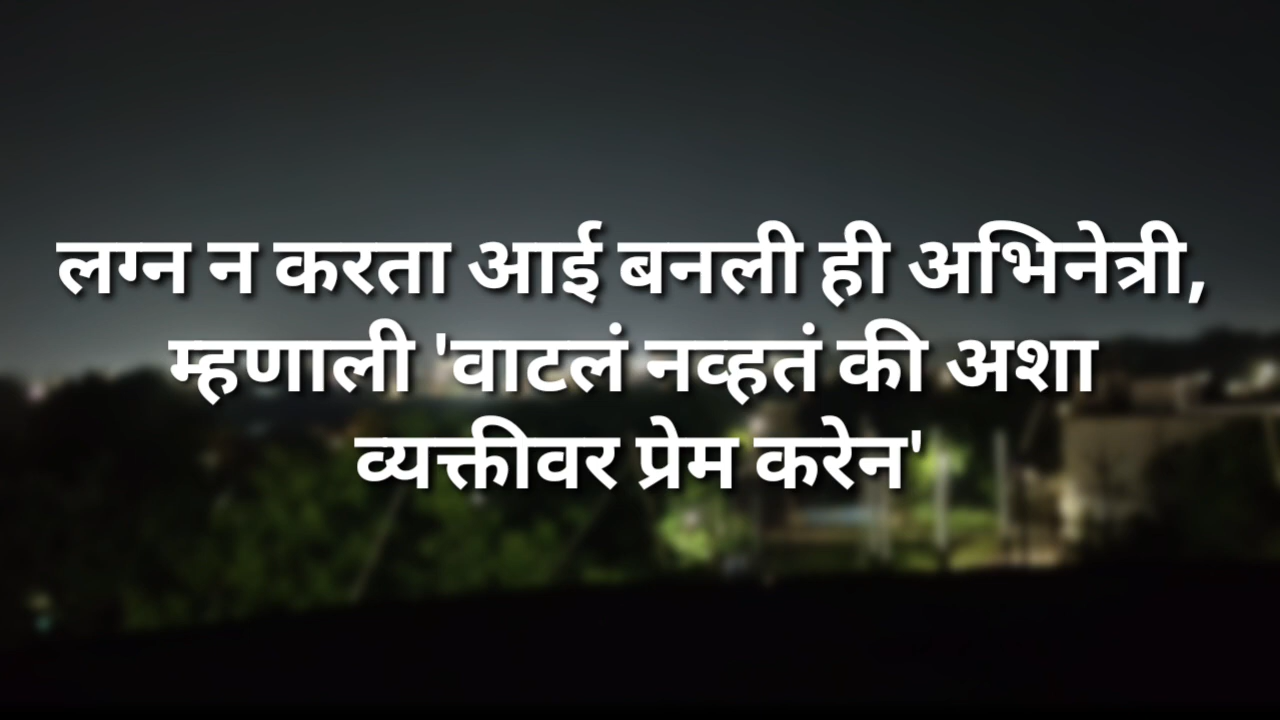 लग्न न करता आई बनली ही अभिनेत्री,
म्हणाली 'वाटलं नव्हतं की अशा
व्यक्तीवर प्रेम करेन'